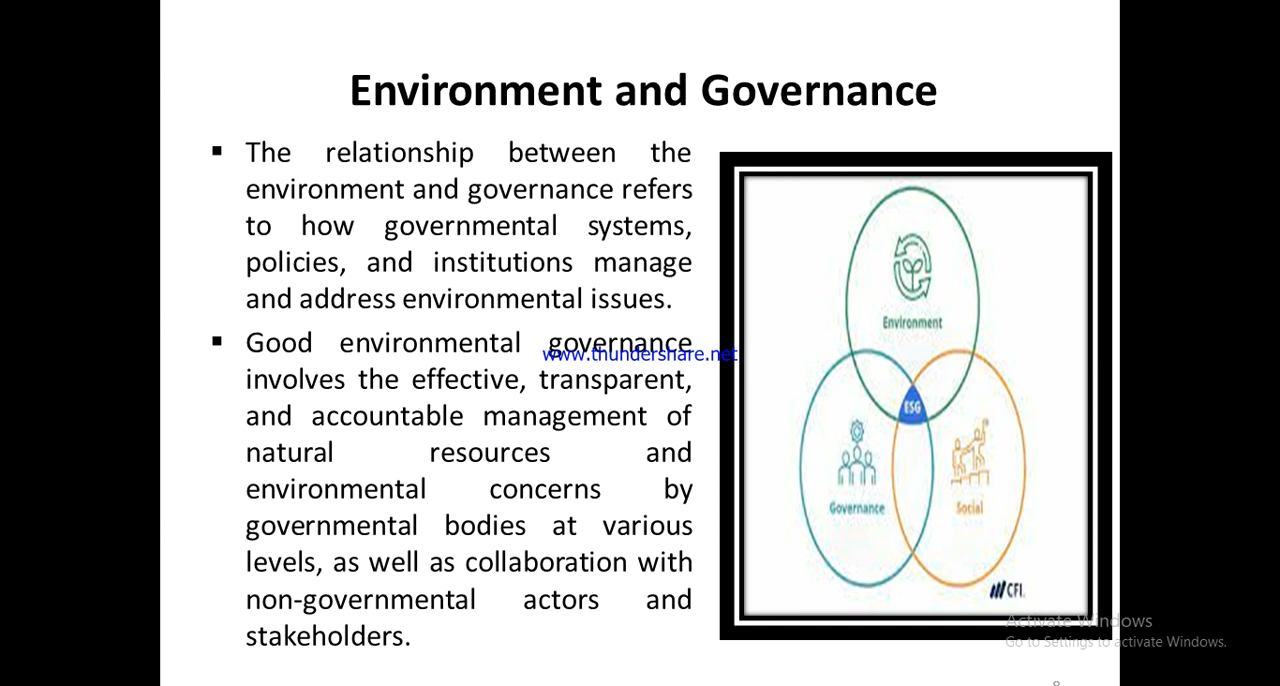 Environment and Governance
▪ The relationship between the
environment and governance refers
to how governmental systems,
policies, and institutions manage
and address environmental issues.
▪ Good environmental governance
www.thundershare.net
involves the effective, transparent,
and accountable management of
natural resources and
environmental concerns by
governmental bodies at various
levels, as well as collaboration with
non-governmental actors and
stakeholders.
Environment
ESG
Governance
Social
CFI.
Activate Windows
Go to Settings to activate Windows.